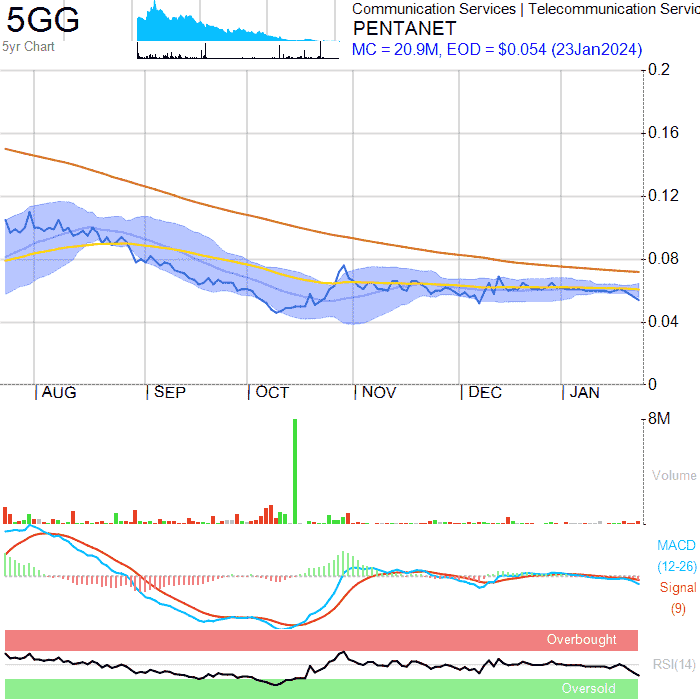 5GG
5yr Chart
Communication Services | Telecommunication Serv
PENTANET
MC = 20.9M, EOD = $0.054 (23Jan2024)
0.2
0.16
0.12
0.08
0.04
0
AUG SEP OCT NOV DEC JAN
8M
Volume
MACD
(12-26)
Signal
(9)
Overbought
RSI(14)
Oversold